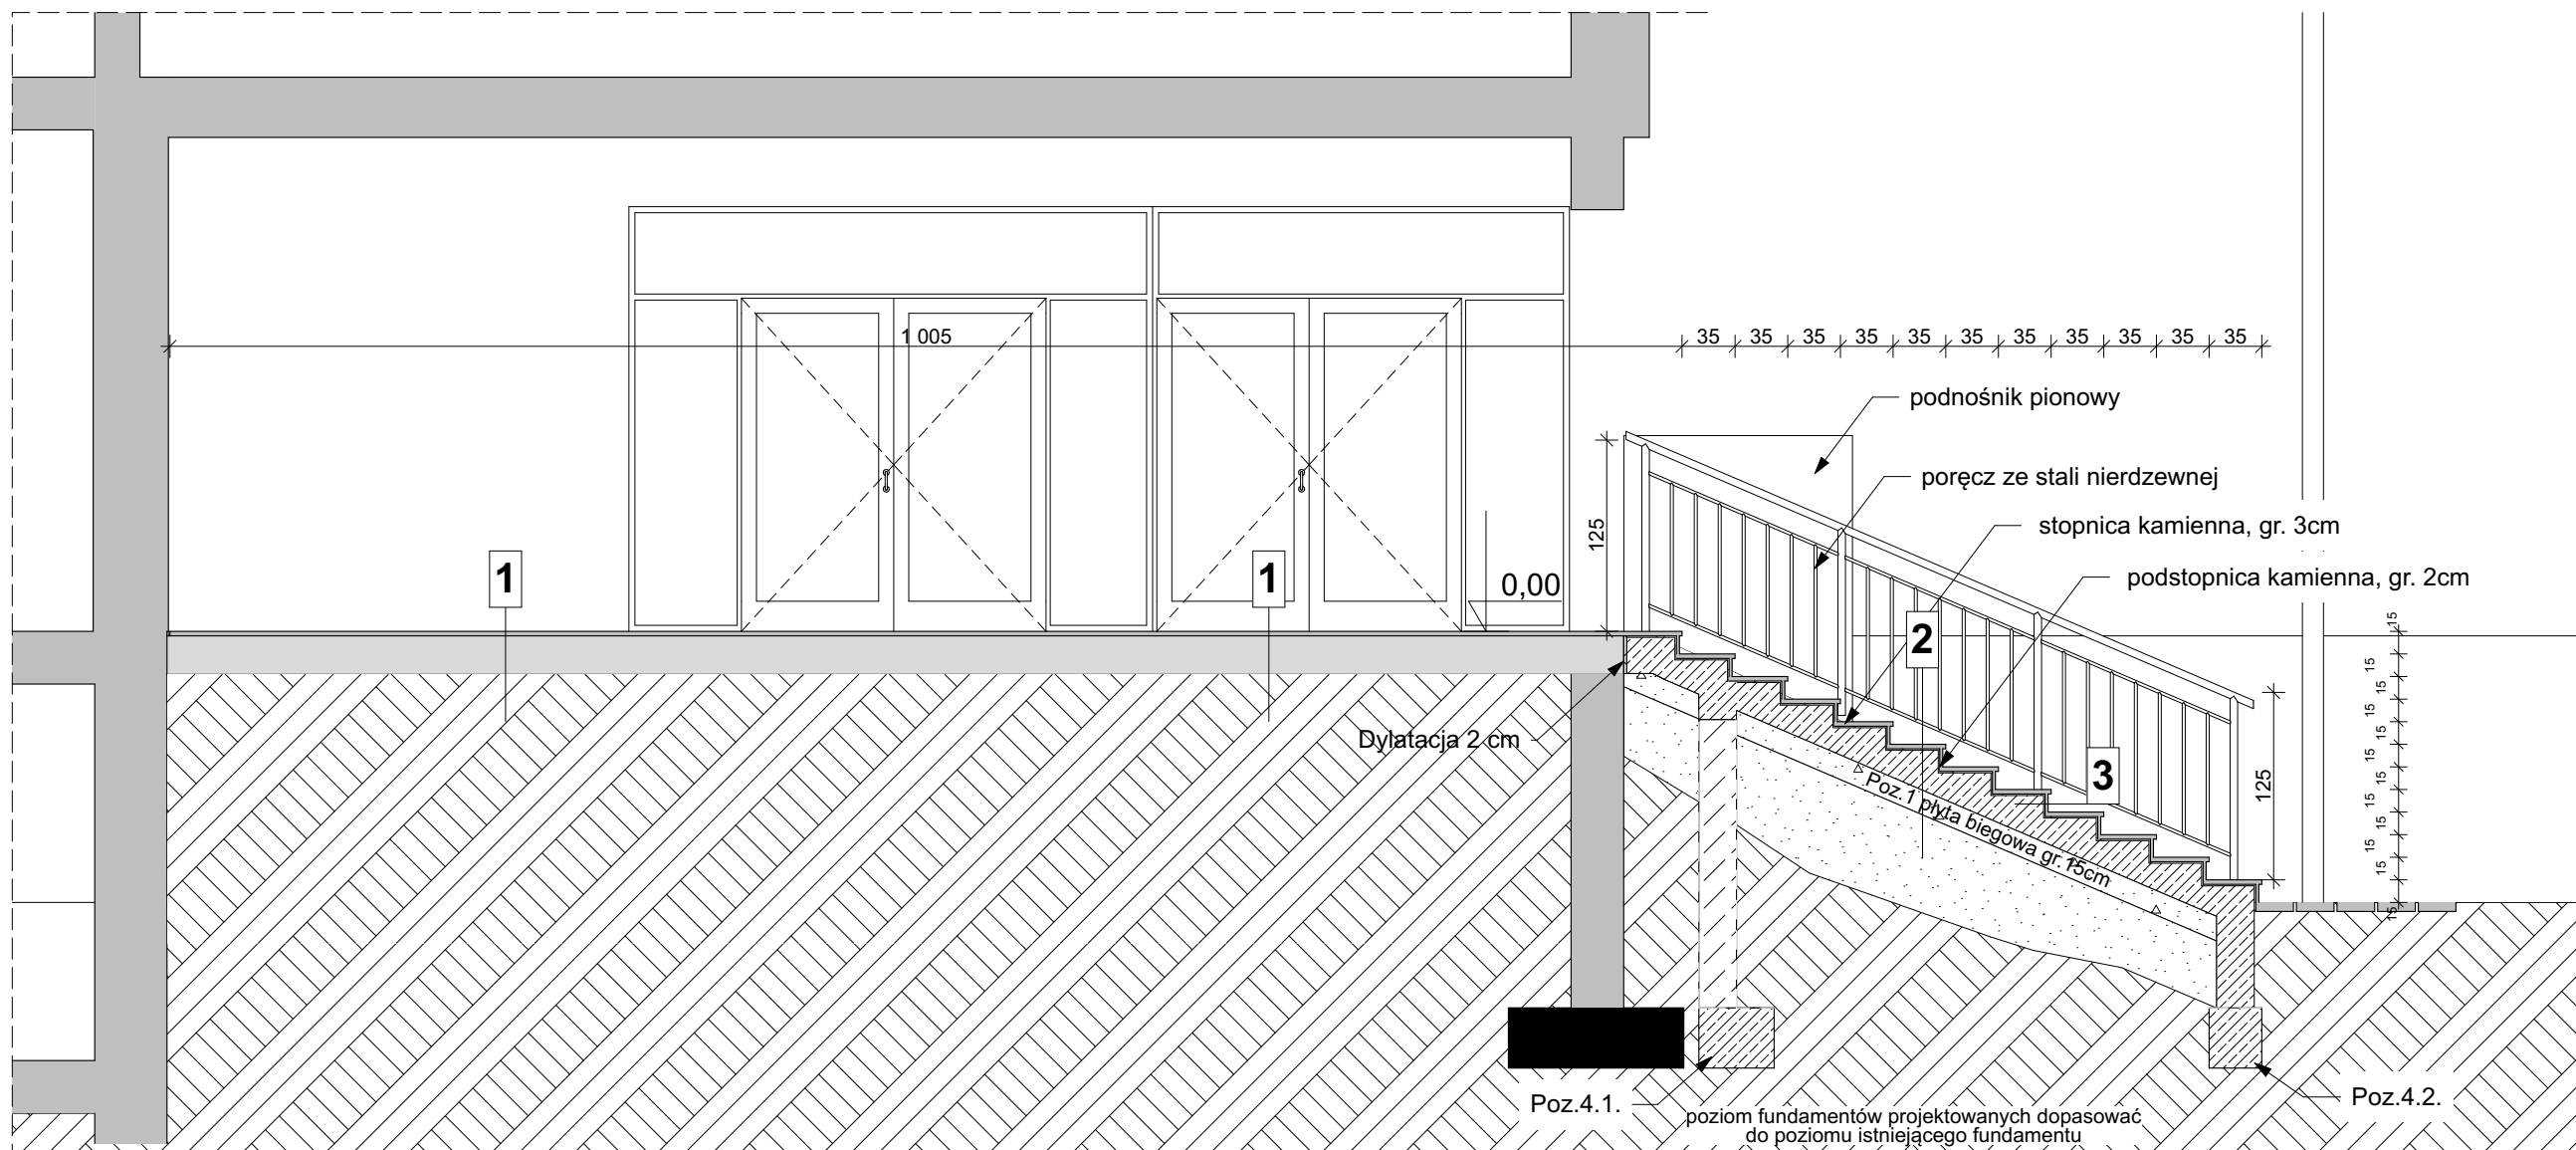 1 005
35 35 35 35 35 35 35 35 35 35 35
podnośnik pionowy
poręcz ze stali nierdzewnej
stopnica kamienna, gr. 3cm
podstopnica kamienna, gr. 2cm
125
1
1
0,00
2
15
15
15
15
15
15
15
15
15
15
15
15
Dylatacja 2 cm
3
125
Poz.1 płyta biegowa gr.15cm
Poz.4.1.
Poz.4.2.
poziom fundamentów projektowanych dopasować
do poziomu istniejącego fundamentu